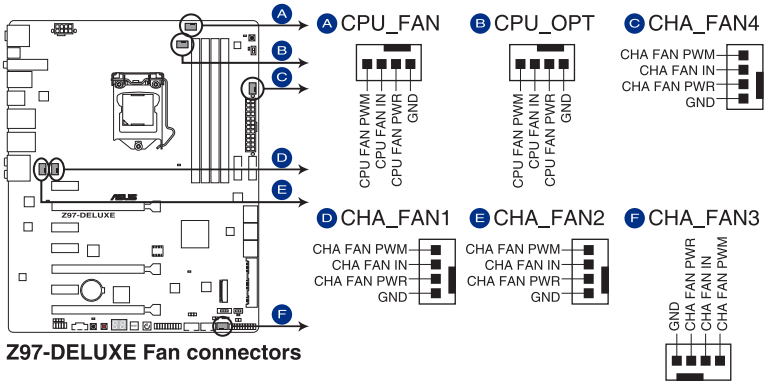 A CPU_FAN
CPU FAN PWM
CPU FAN IN
CPU FAN PWR
GND
B CPU_OPT
CPU FAN PWM
CPU FAN IN
CPU FAN PWR
GND
C CHA_FAN4
CHA FAN PWM
CHA FAN IN
CHA FAN PWR
GND
A
B
C
D
E
F
ASUS
Z97-DELUXE
D CHA_FAN1
CHA FAN PWM
CHA FAN IN
CHA FAN PWR
GND
E CHA_FAN2
CHA FAN PWM
CHA FAN IN
CHA FAN PWR
GND
F CHA_FAN3
GND
CHA FAN PWR
CHA FAN IN
CHA FAN PWM
Z97-DELUXE Fan connectors